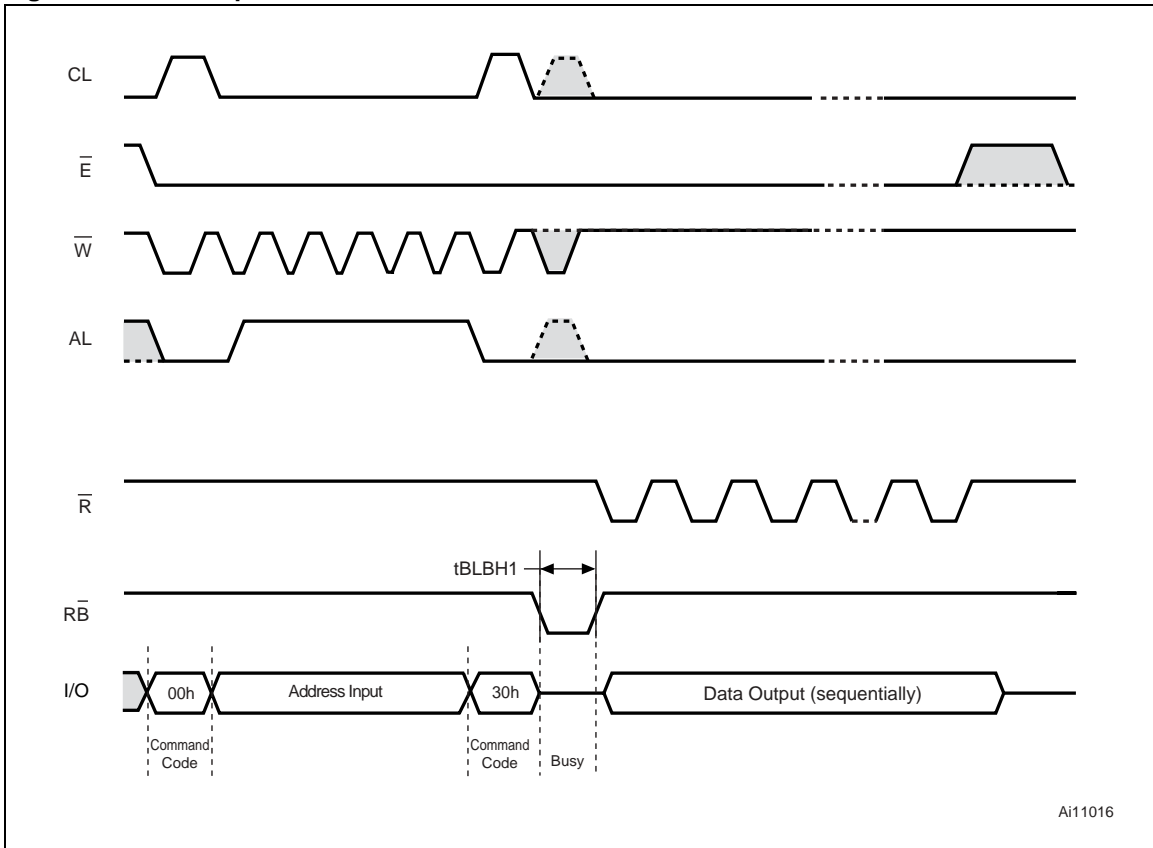 CL
E̅
W̅
AL
R̅
tBLBH1
RB̅
I/O
00h
Address Input
30h
Data Output (sequentially)
Command
Code
Command
Code
Busy
Ai11016